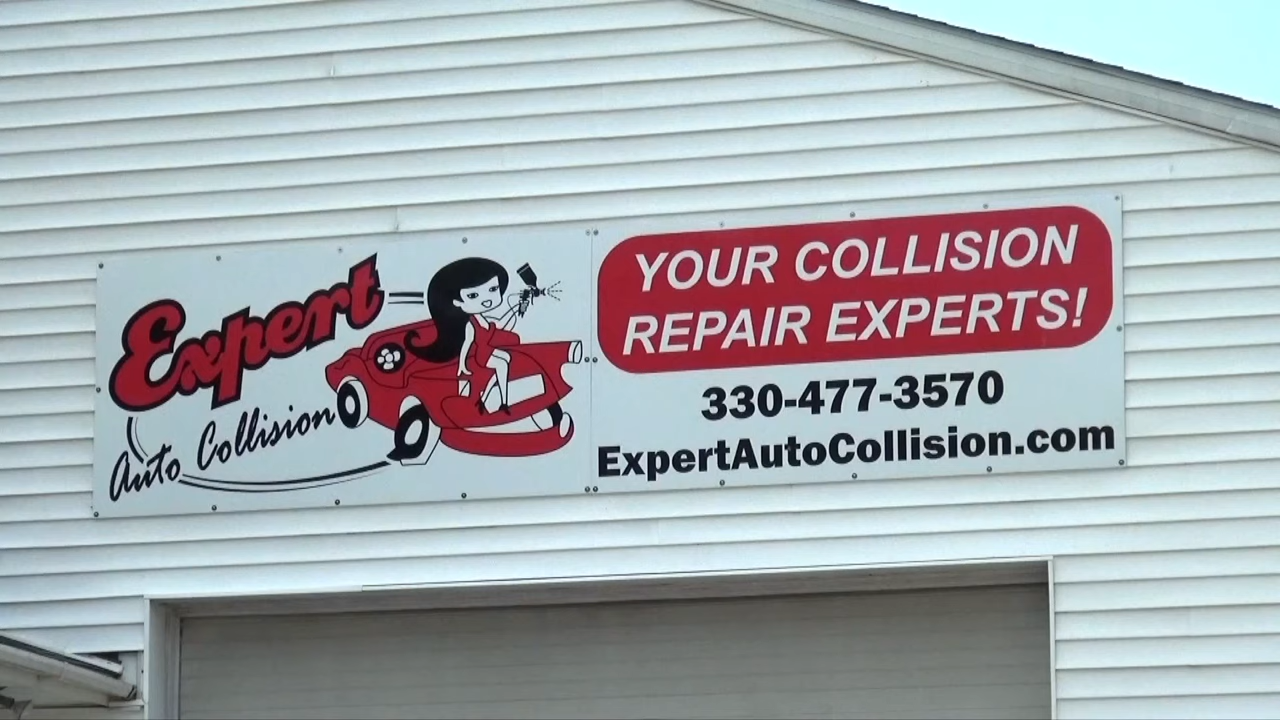 Expert
Auto Collision
YOUR COLLISION
REPAIR EXPERTS!
330-477-3570
ExpertAutoCollision.com